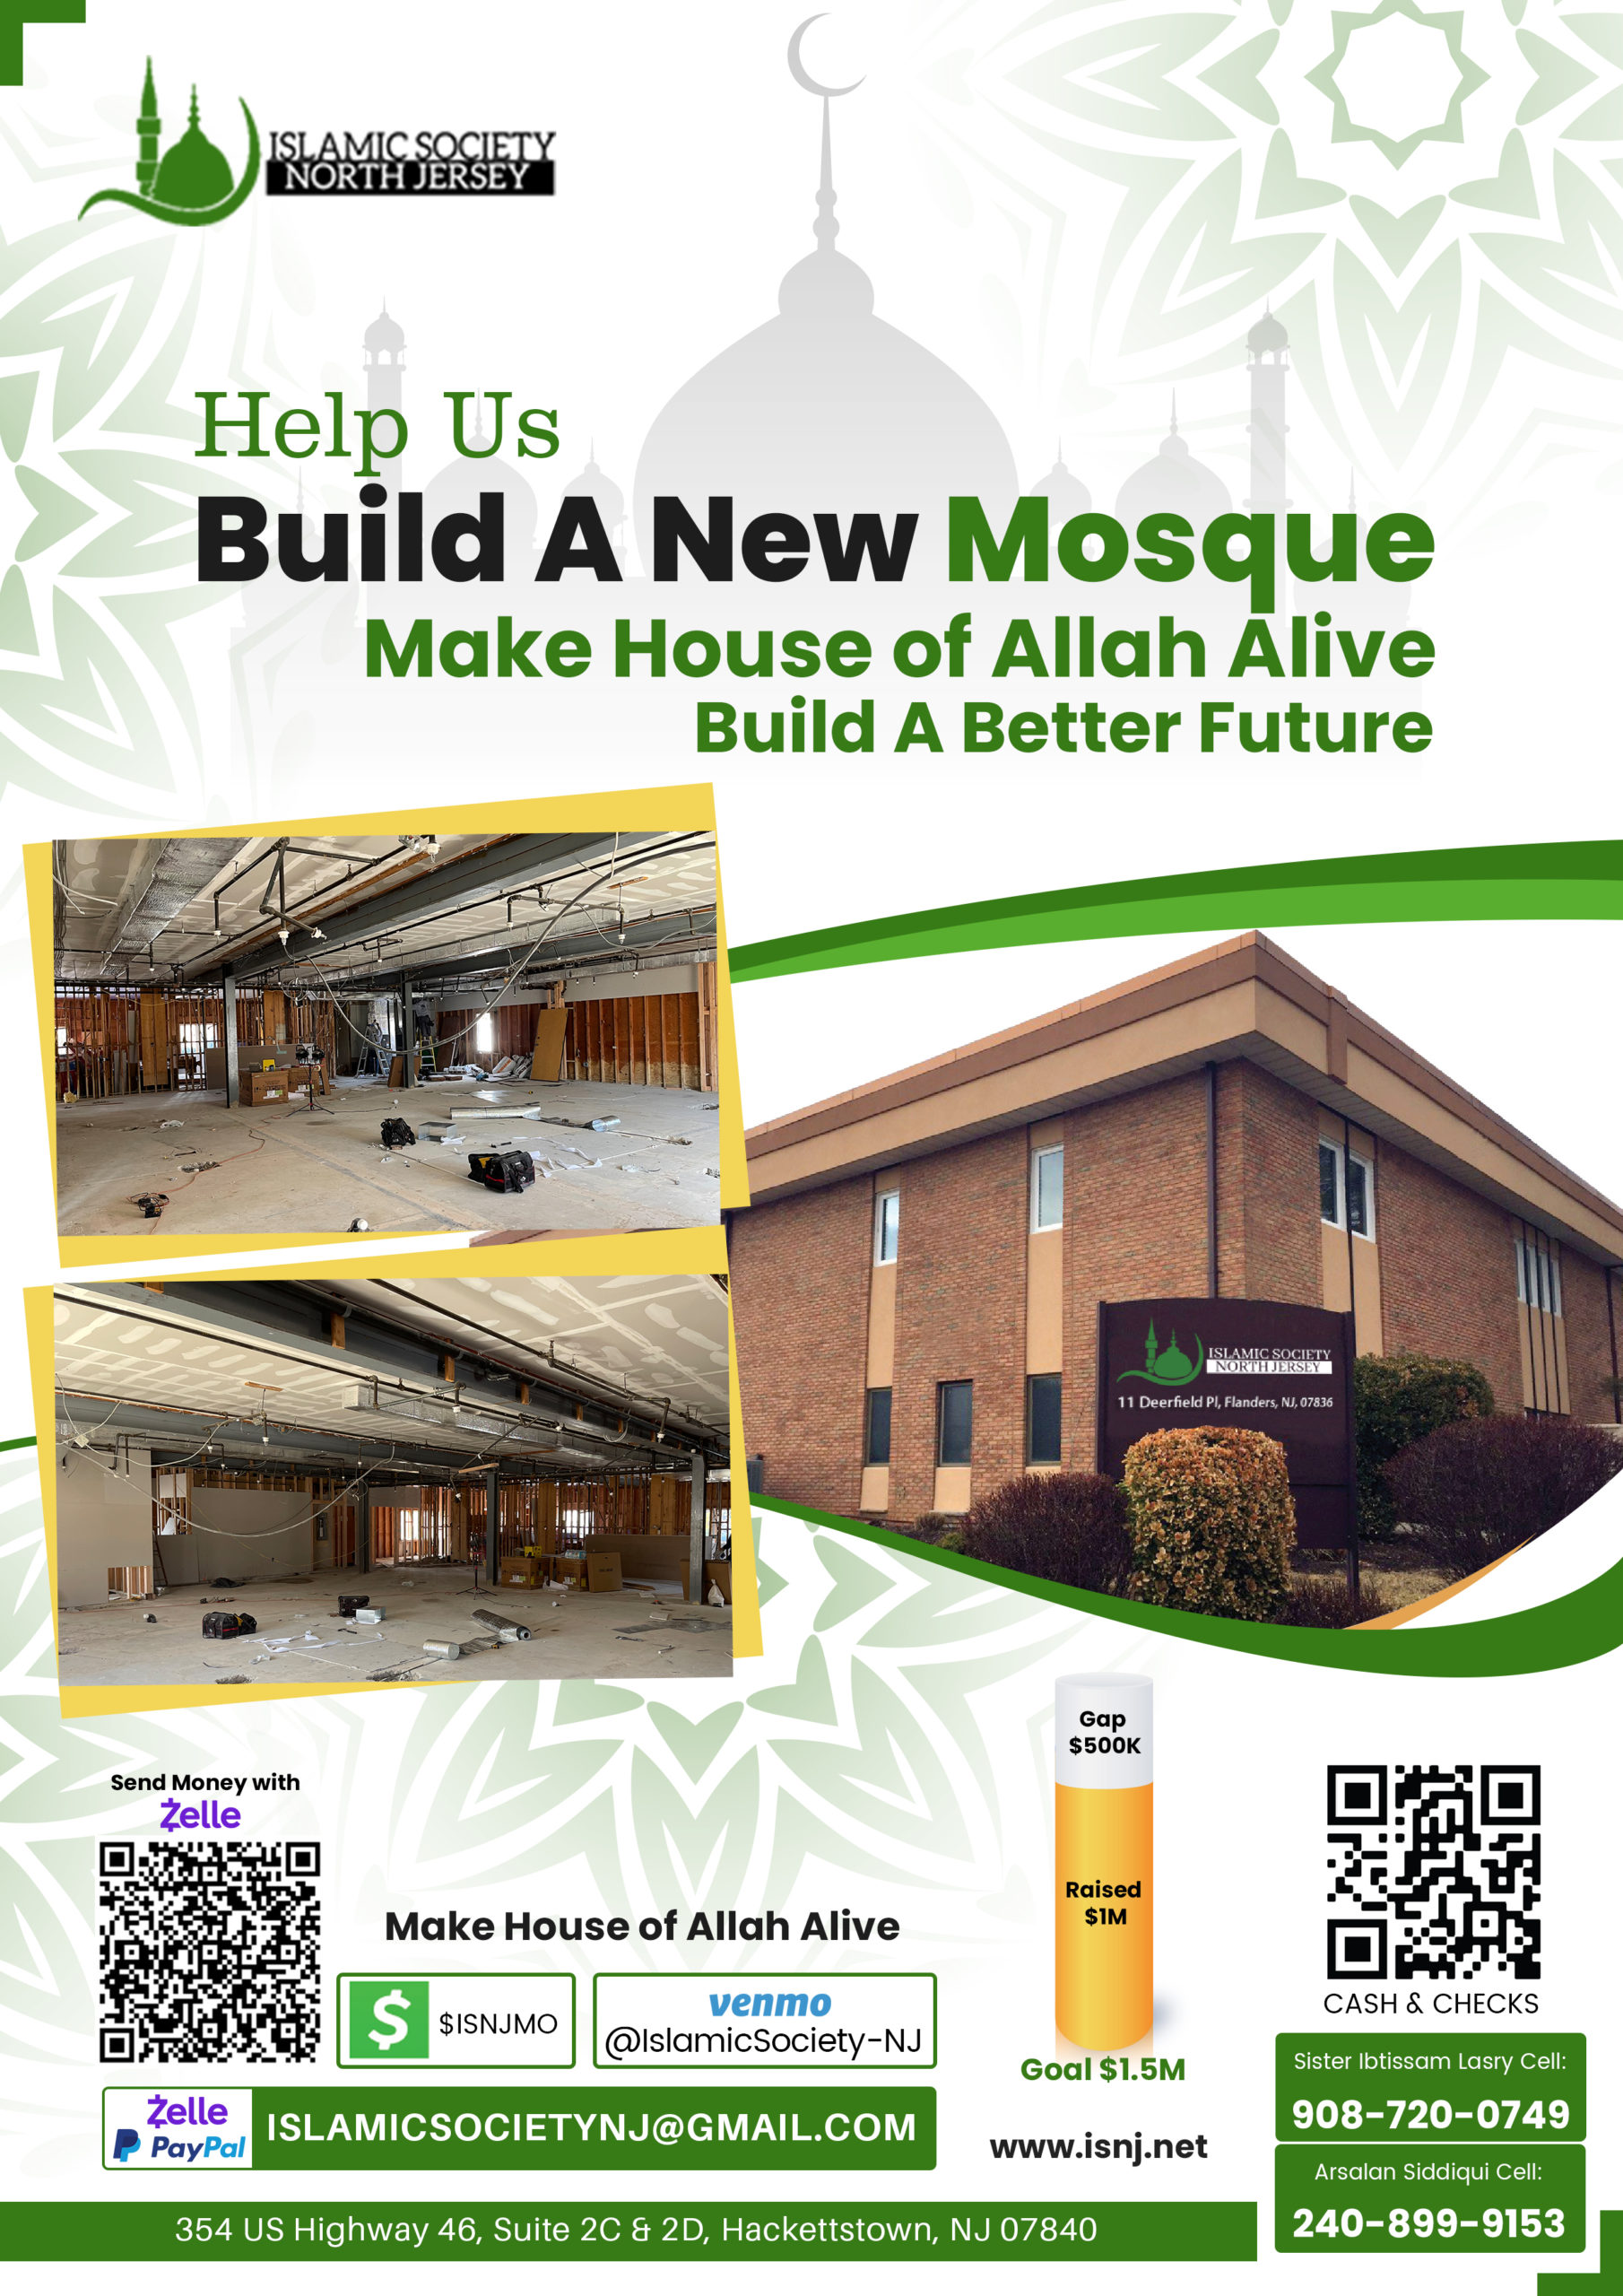 ISLAMIC SOCIETY
NORTH JERSEY
Help Us
Build A New Mosque
Make House of Allah Alive
Build A Better Future
ISLAMIC SOCIETY
NORTH JERSEY
11 Deerfield Pl, Flanders, NJ, 07836
Gap
$500K
Raised
$1M
Goal $1.5M
www.isnj.net
Send Money with
Zelle
Make House of Allah Alive
$ $ISNJMO
venmo
@IslamicSociety-NJ
Zelle
PayPal
ISLAMICSOCIETYNJ@GMAIL.COM
CASH & CHECKS
Sister Ibtissam Lasry Cell:
908-720-0749
Arsalan Siddiqui Cell:
240-899-9153
354 US Highway 46, Suite 2C & 2D, Hackettstown, NJ 07840